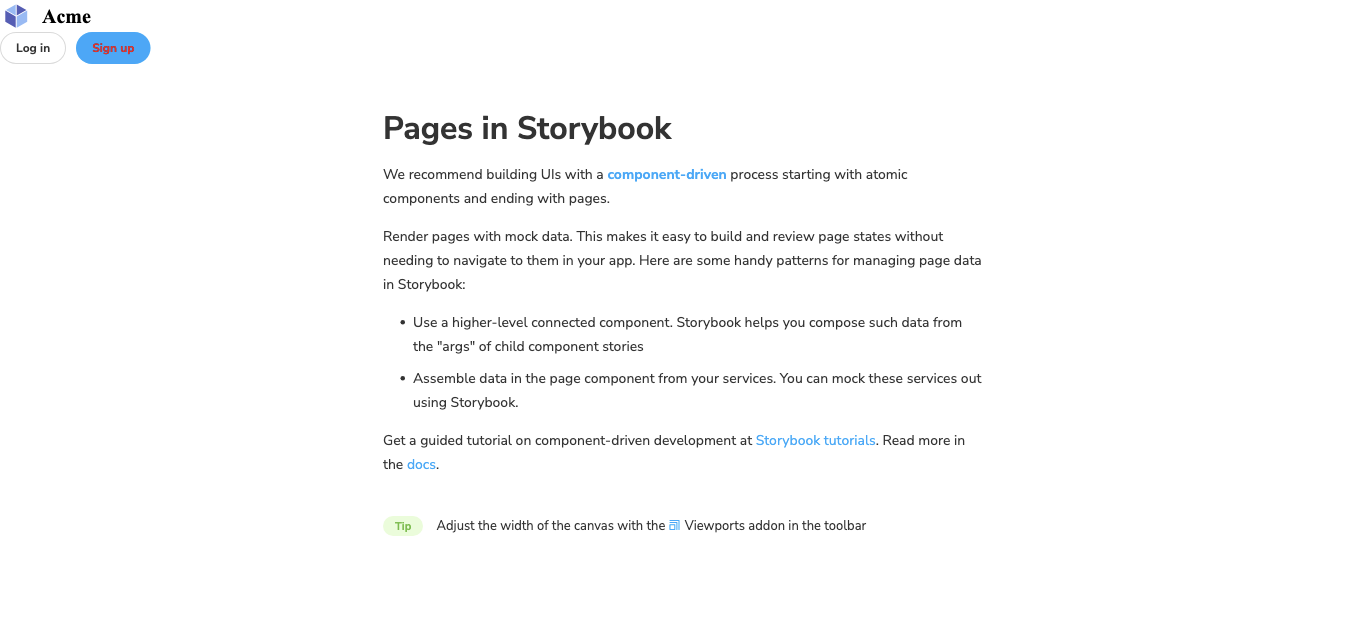 Acme
Log in
Sign up
Pages in Storybook
We recommend building UIs with a component-driven process starting with atomic
components and ending with pages.
Render pages with mock data. This makes it easy to build and review page states without
needing to navigate to them in your app. Here are some handy patterns for managing page data
in Storybook:
• Use a higher-level connected component. Storybook helps you compose such data from
the "args" of child component stories
• Assemble data in the page component from your services. You can mock these services out
using Storybook.
Get a guided tutorial on component-driven development at Storybook tutorials. Read more in
the docs.
Tip Adjust the width of the canvas with the Viewports addon in the toolbar